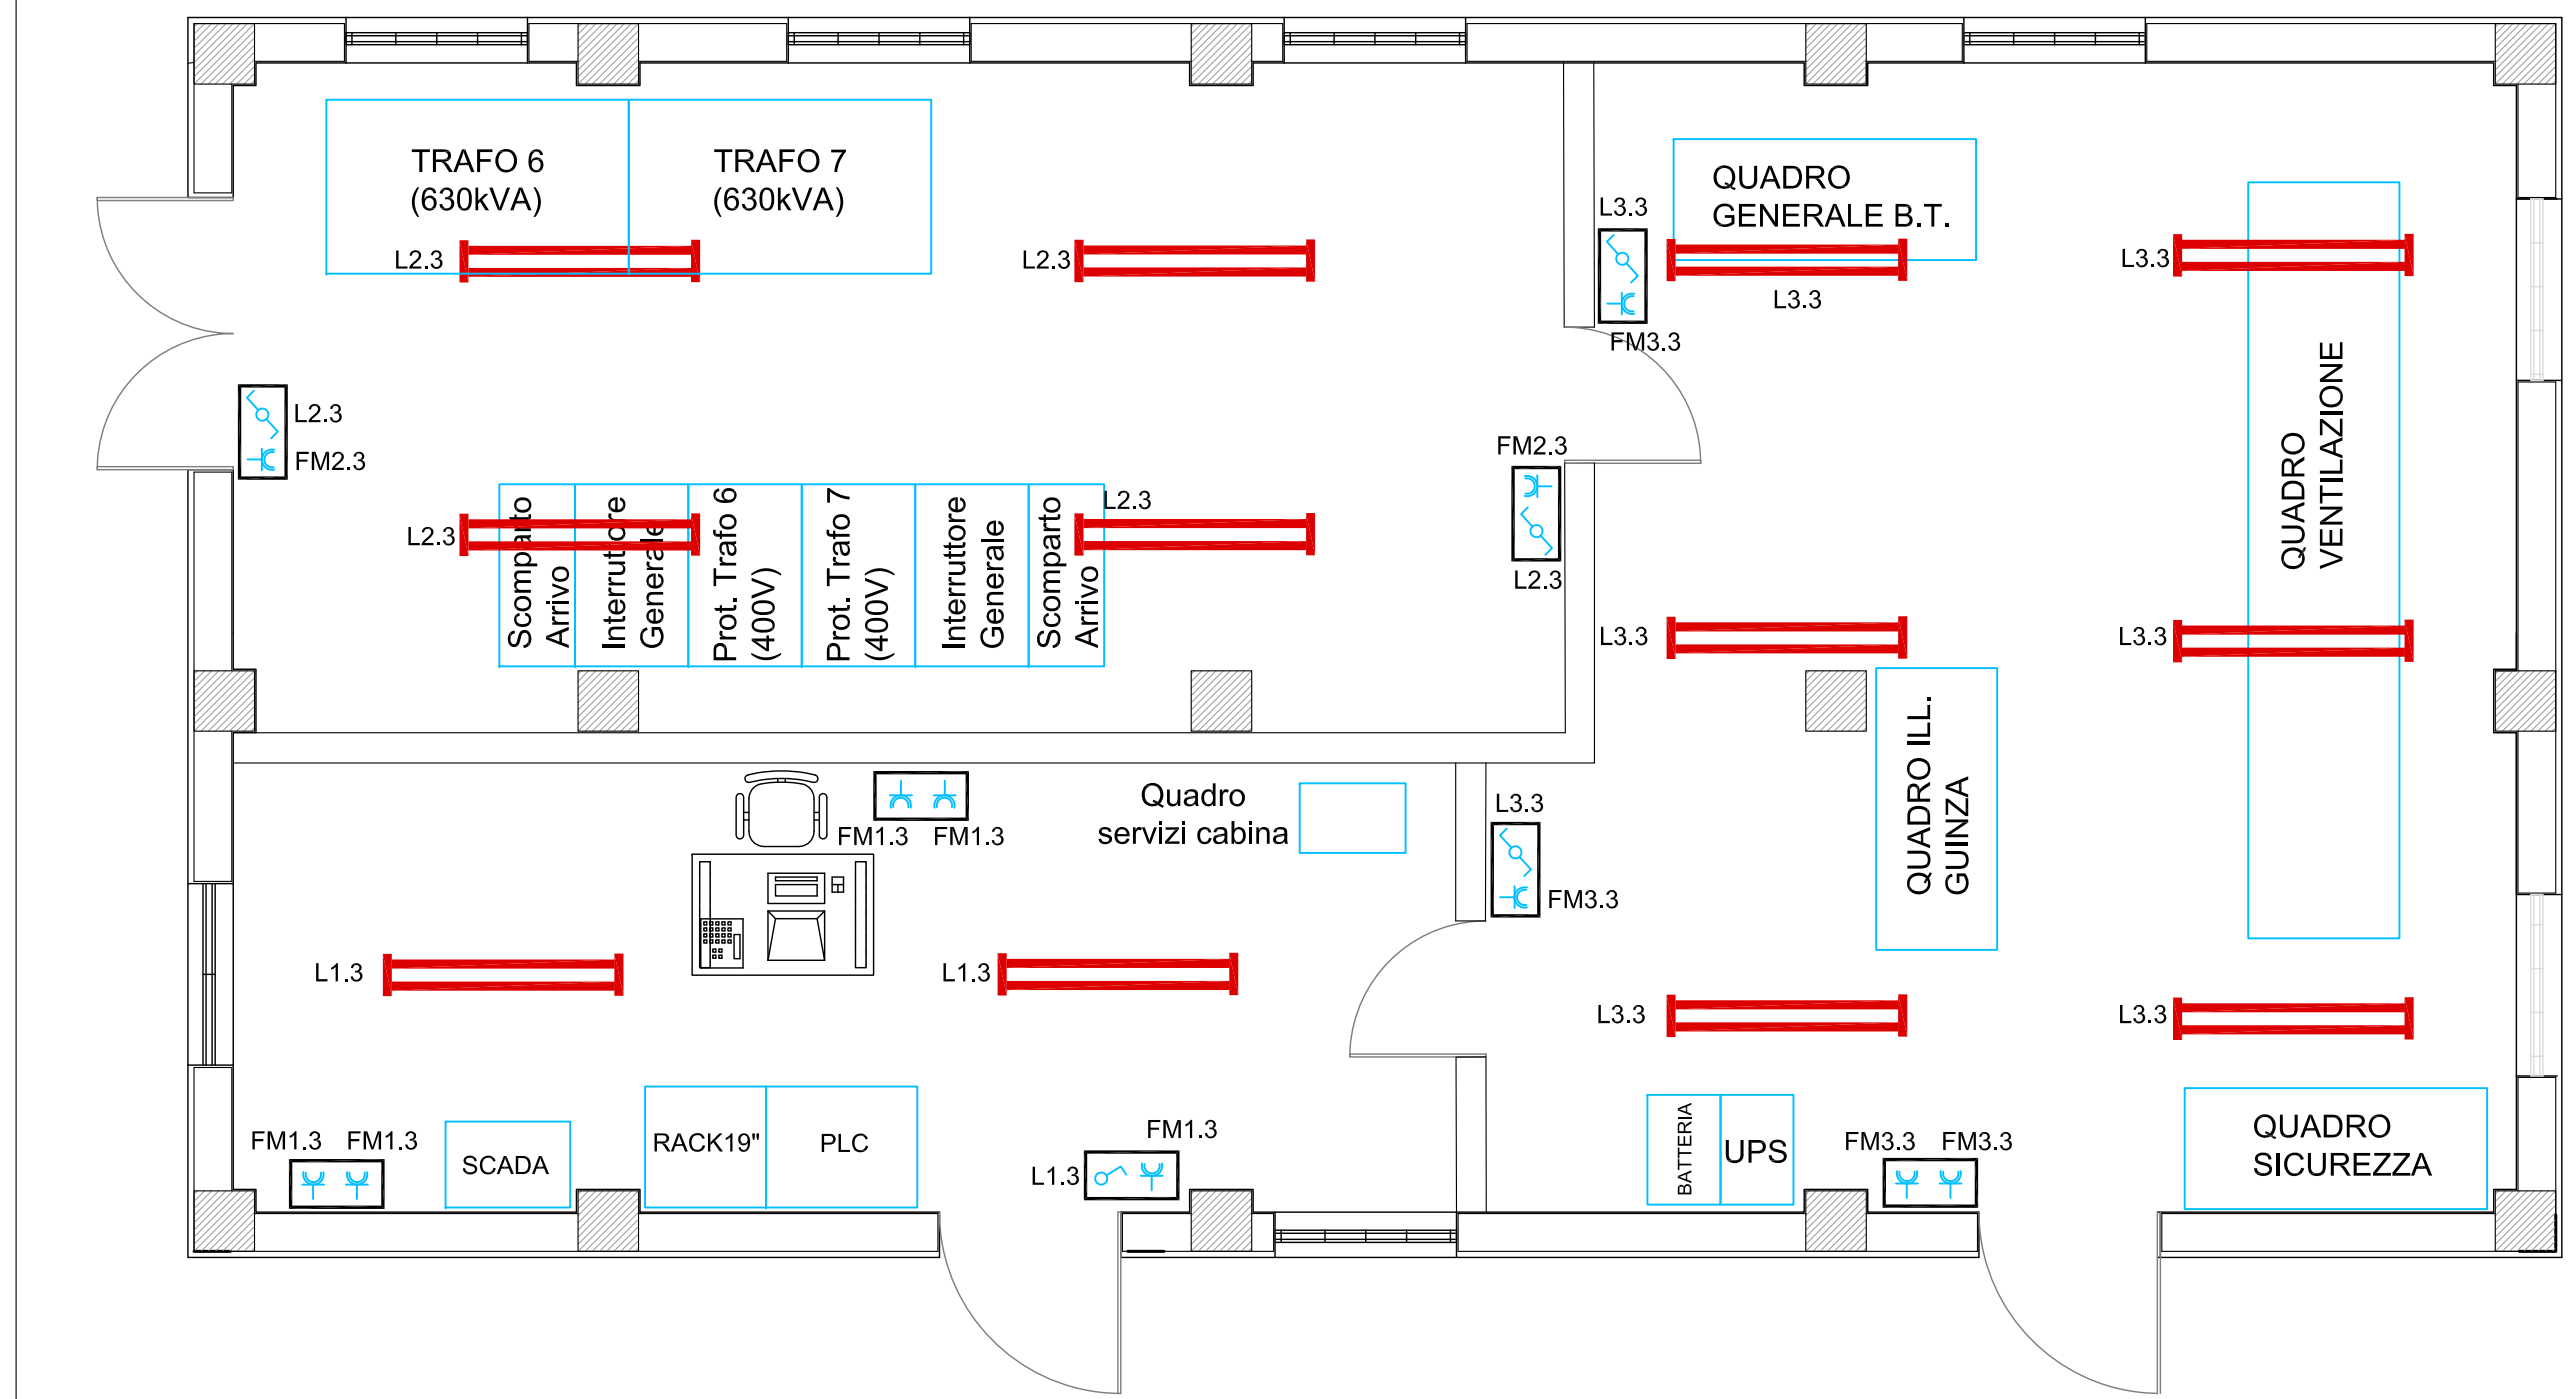 TRAFO 6
(630kVA)
TRAFO 7
(630kVA)
L2.3
L2.3
L2.3
FM2.3
L2.3
Scomparto
Arrivo
Interruttore
Generale
Prot. Trafo 6
(400V)
Prot. Trafo 7
(400V)
Interruttore
Generale
Scomparto
Arrivo
L2.3
FM2.3
L2.3
L3.3
FM3.3
QUADRO
GENERALE B.T.
L3.3
L3.3
QUADRO
VENTILAZIONE
L3.3
L3.3
QUADRO ILL.
GUINZA
L3.3
FM3.3
L3.3
L3.3
BATTERIA
UPS
FM3.3
FM3.3
QUADRO
SICUREZZA
FM1.3
FM1.3
Quadro
servizi cabina
L1.3
L1.3
FM1.3
FM1.3
SCADA
RACK19"
PLC
FM1.3
L1.3